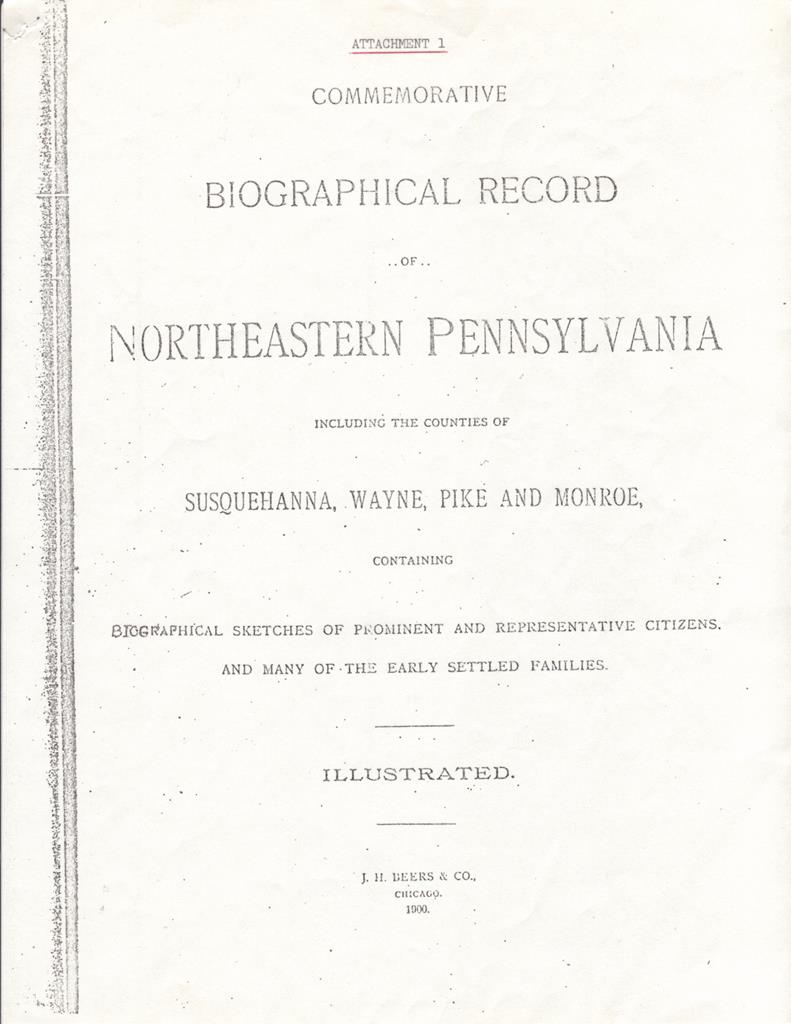 ATTACHMENT 1
COMMEMORATIVE
BIOGRAPHICAL RECORD
..OF..
NORTHEASTERN PENNSYLVANIA
INCLUDING THE COUNTIES OF
SUSQUEHANNA, WAYNE, PIKE AND MONROE,
CONTAINING
BIOGRAPHICAL SKETCHES OF PROMINENT AND REPRESENTATIVE CITIZENS.
AND MANY OF THE EARLY SETTLED FAMILIES.
ILLUSTRATED.
J. H. BEERS & CO.,
CHICAGO.
1900.